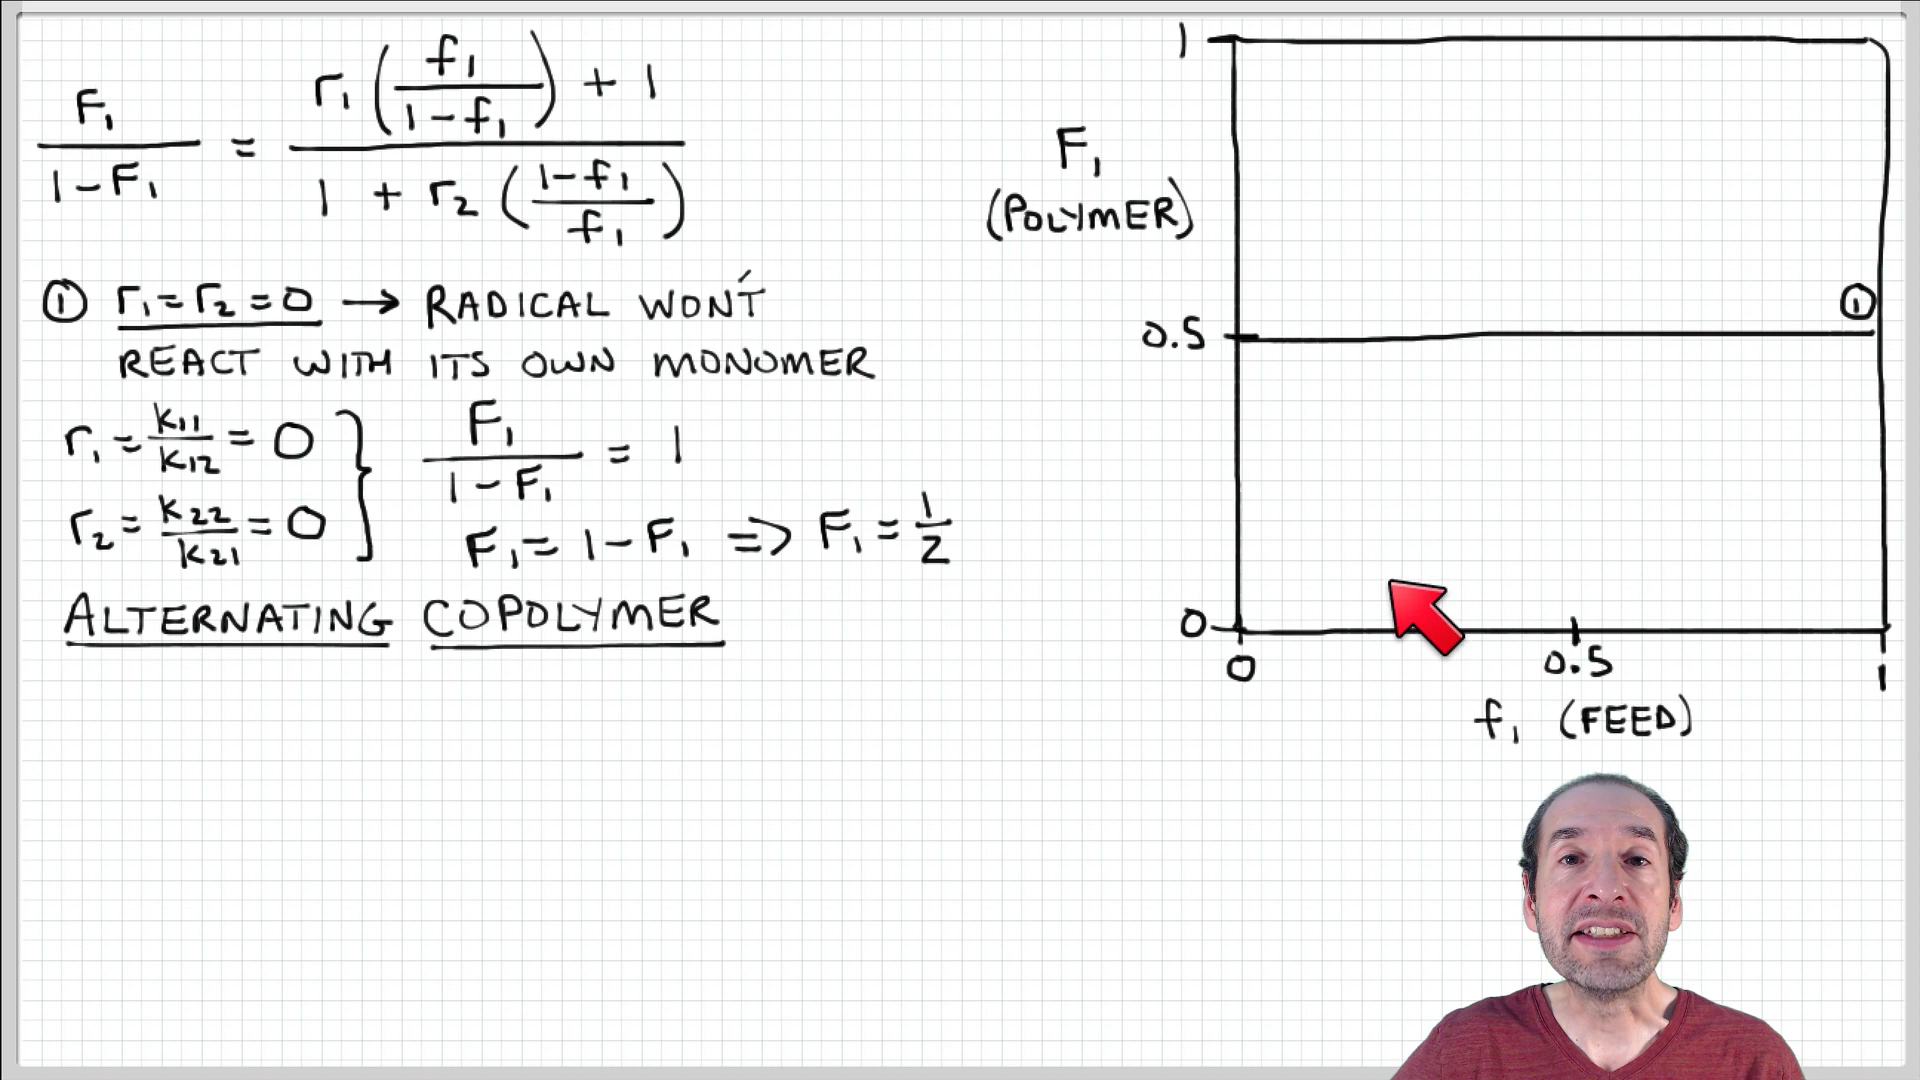 F₁ / (1 − F₁) = (r₁ (f₁ / (1 − f₁)) + 1) / (1 + r₂ ((1 − f₁) / f₁))
① r₁ = r₂ = 0 → RADICAL WON'T
REACT WITH ITS OWN MONOMER
r₁ = k₁₁ / k₁₂ = 0
r₂ = k₂₂ / k₂₁ = 0
F₁ / (1 − F₁) = 1
F₁ = 1 − F₁ => F₁ = 1/2
ALTERNATING COPOLYMER
1
F₁
(POLYMER)
①
0.5
0
0 0.5 1
f₁ (FEED)